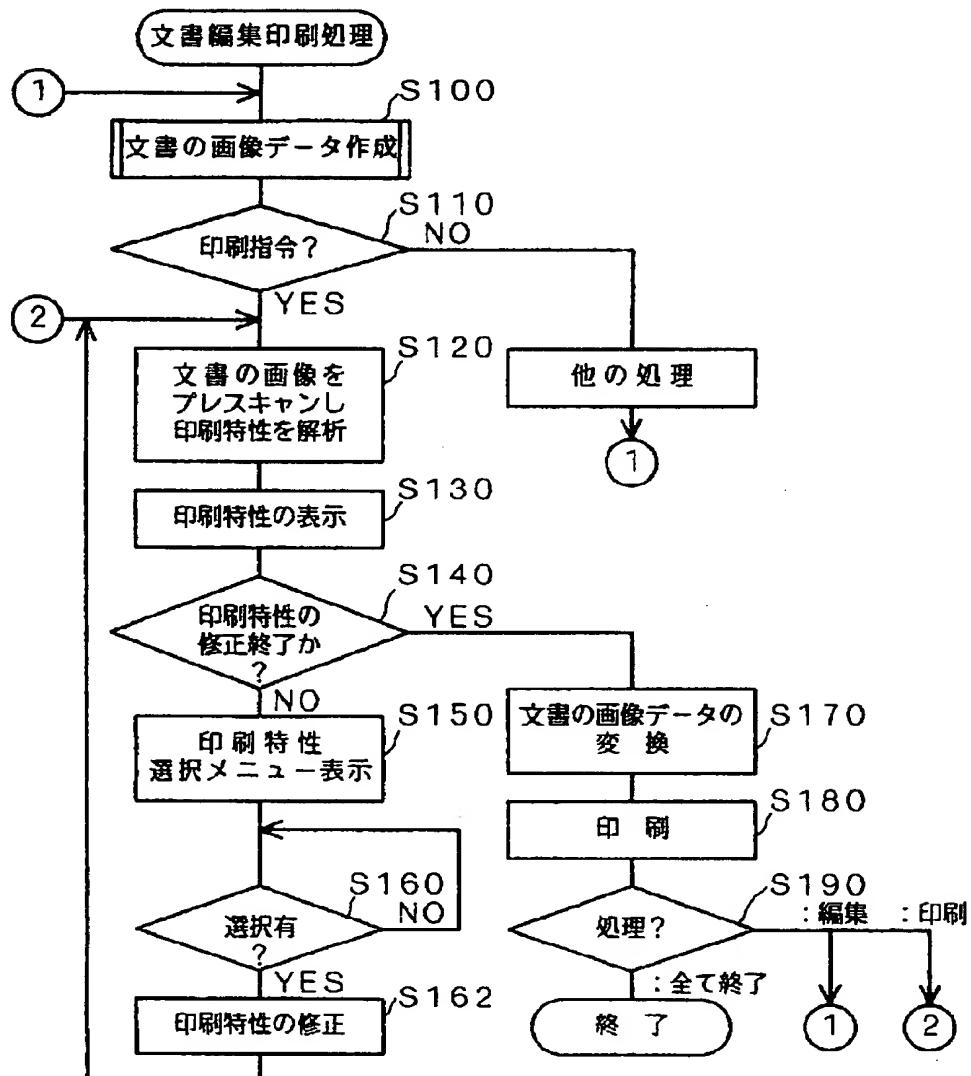 文書編集印刷処理
1
S100
文書の画像データ作成
S110
印刷指令?
NO
YES
2
S120
文書の画像を
プレスキャンし
印刷特性を解析
他の処理
1
S130
印刷特性の表示
S140
印刷特性の
修正終了か
?
YES
NO
S150
印刷特性
選択メニュー表示
文書の画像データの
変換
S170
印刷
S180
S160
選択有
?
NO
YES
S162
印刷特性の修正
S190
処理?
:編集
:印刷
:全て終了
終了
1
2